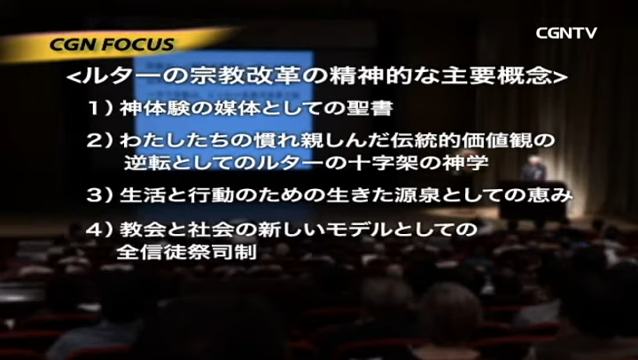 CGN FOCUS
CGNTV
<ルターの宗教改革の精神的な主要概念>
1）神体験の媒体としての聖書
2）わたしたちの慣れ親しんだ伝統的価値観の
逆転としてのルターの十字架の神学
3）生活と行動のための生きた源泉としての恵み
4）教会と社会の新しいモデルとしての
全信徒祭司制